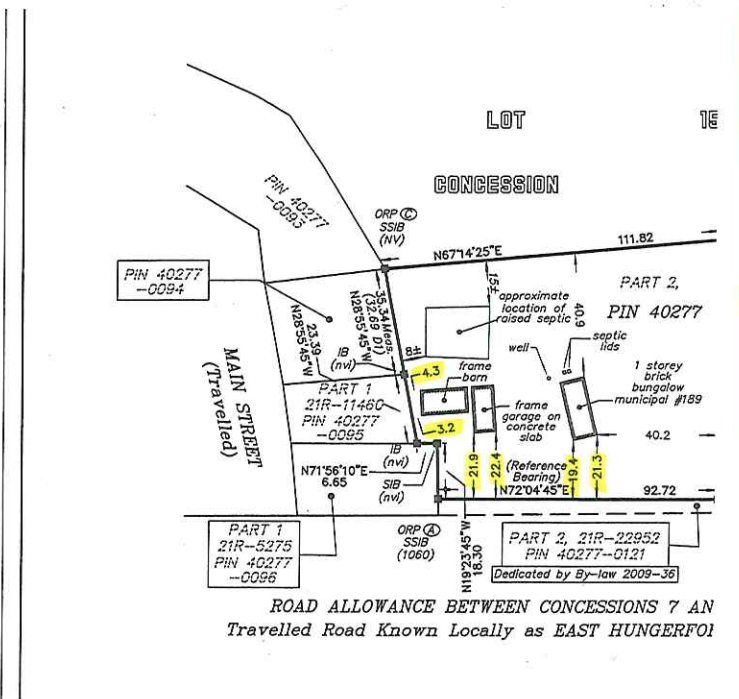 LOT
CONCESSION
PIN 40277
-0093
ORP Ⓒ
SSIB
(NV)
N67°14'25"E
111.82
PIN 40277
-0094
35.34 Meas.
(32.69 D1)
N28°55'45"W
23.39
N28°55'45"W
15±
approximate
location of
raised septic
40.9
PART 2,
PIN 40277
8±
IB
(nvi)
4.3
frame
barn
well
septic
lids
1 storey
brick
bungalow
municipal #189
MAIN STREET
(Travelled)
PART 1
21R-11460
PIN 40277
-0095
3.2
frame
garage on
concrete
slab
40.2
IB
(nvi)
SIB
(nvi)
N71°56'10"E
6.65
21.9
22.4
(Reference
Bearing)
19.4
21.3
N72°04'45"E
92.72
PART 1
21R-5275
PIN 40277
-0096
ORP Ⓐ
SSIB
(1060)
N19°23'45"W
18.30
PART 2, 21R-22952
PIN 40277-0121
Dedicated by By-law 2009-36
ROAD ALLOWANCE BETWEEN CONCESSIONS 7 AN
Travelled Road Known Locally as EAST HUNGERFO